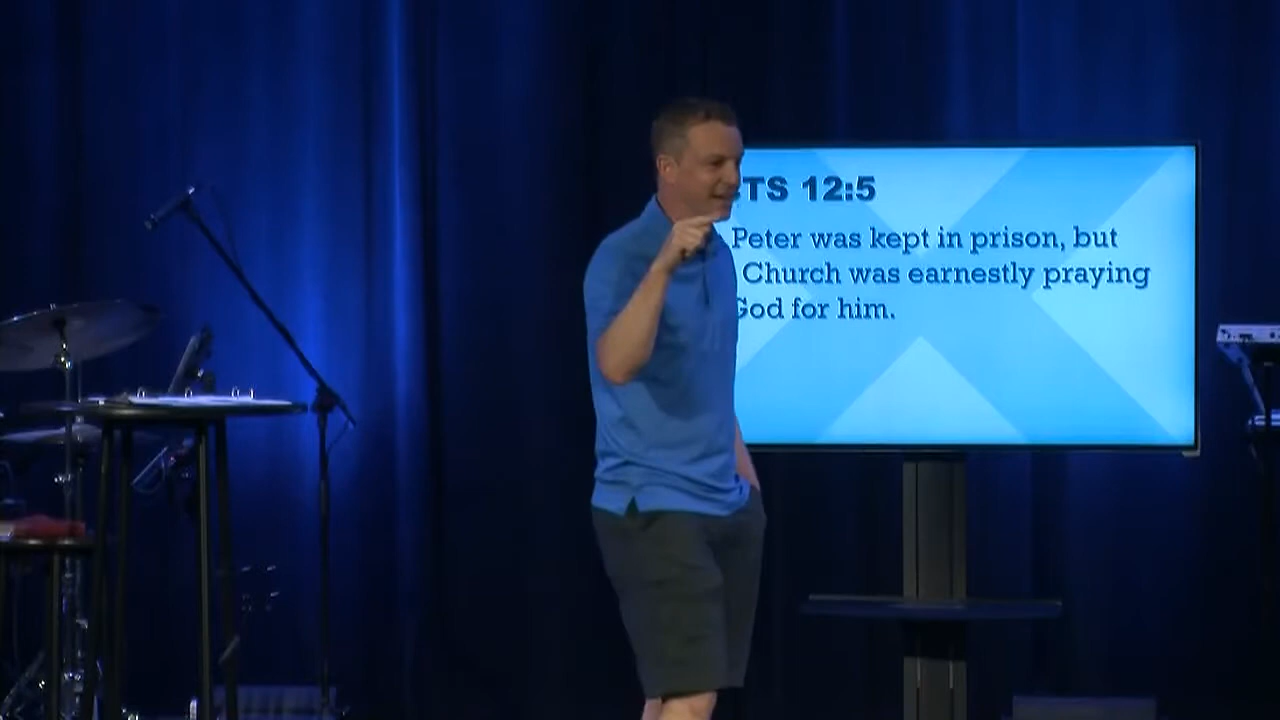 TS 12:5
Peter was kept in prison, but
Church was earnestly praying
God for him.